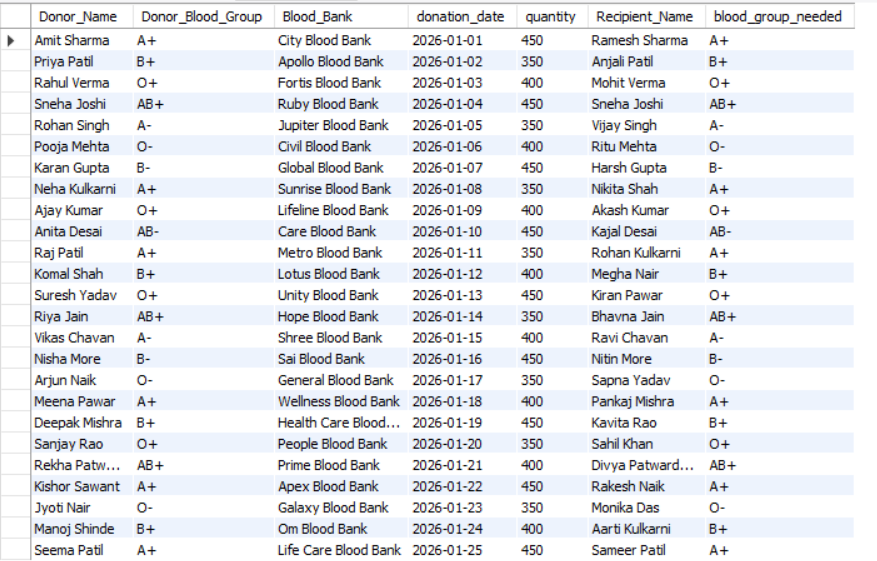 Donor_Name Donor_Blood_Group Blood_Bank donation_date quantity Recipient_Name blood_group_needed
Amit Sharma A+ City Blood Bank 2026-01-01 450 Ramesh Sharma A+
Priya Patil B+ Apollo Blood Bank 2026-01-02 350 Anjali Patil B+
Rahul Verma O+ Fortis Blood Bank 2026-01-03 400 Mohit Verma O+
Sneha Joshi AB+ Ruby Blood Bank 2026-01-04 450 Sneha Joshi AB+
Rohan Singh A- Jupiter Blood Bank 2026-01-05 350 Vijay Singh A-
Pooja Mehta O- Civil Blood Bank 2026-01-06 400 Ritu Mehta O-
Karan Gupta B- Global Blood Bank 2026-01-07 450 Harsh Gupta B-
Neha Kulkarni A+ Sunrise Blood Bank 2026-01-08 350 Nikita Shah A+
Ajay Kumar O+ Lifeline Blood Bank 2026-01-09 400 Akash Kumar O+
Anita Desai AB- Care Blood Bank 2026-01-10 450 Kajal Desai AB-
Raj Patil A+ Metro Blood Bank 2026-01-11 350 Rohan Kulkarni A+
Komal Shah B+ Lotus Blood Bank 2026-01-12 400 Megha Nair B+
Suresh Yadav O+ Unity Blood Bank 2026-01-13 450 Kiran Pawar O+
Riya Jain AB+ Hope Blood Bank 2026-01-14 350 Bhavna Jain AB+
Vikas Chavan A- Shree Blood Bank 2026-01-15 400 Ravi Chavan A-
Nisha More B- Sai Blood Bank 2026-01-16 450 Nitin More B-
Arjun Naik O- General Blood Bank 2026-01-17 350 Sapna Yadav O-
Meena Pawar A+ Wellness Blood Bank 2026-01-18 400 Pankaj Mishra A+
Deepak Mishra B+ Health Care Blood... 2026-01-19 450 Kavita Rao B+
Sanjay Rao O+ People Blood Bank 2026-01-20 350 Sahil Khan O+
Rekha Patw... AB+ Prime Blood Bank 2026-01-21 400 Divya Patward... AB+
Kishor Sawant A+ Apex Blood Bank 2026-01-22 450 Rakesh Naik A+
Jyoti Nair O- Galaxy Blood Bank 2026-01-23 350 Monika Das O-
Manoj Shinde B+ Om Blood Bank 2026-01-24 400 Aarti Kulkarni B+
Seema Patil A+ Life Care Blood Bank 2026-01-25 450 Sameer Patil A+